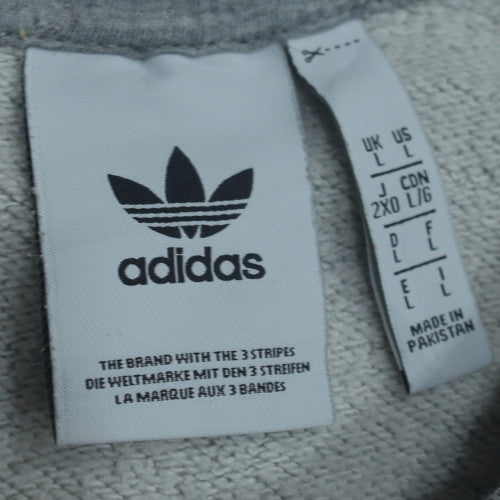 adidas
THE BRAND WITH THE 3 STRIPES
DIE WELTMARKE MIT DEN 3 STREIFEN
LA MARQUE AUX 3 BANDES
UK US
L L
J CDN
2XO L/G
D F
L L
E I
L L
MADE IN
PAKISTAN